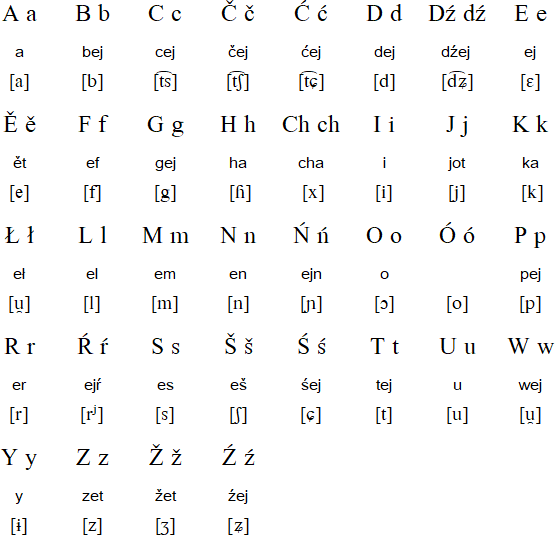 A a B b C c Č č Ć ć D d Dź dź E e
a bej cej čej ćej dej dźej ej
[a] [b] [t͡s] [t͡ʃ] [t͡ɕ] [d] [d͡ʑ] [ɛ]
Ě ě F f G g H h Ch ch I i J j K k
ět ef gej ha cha i jot ka
[e] [f] [g] [ɦ] [x] [i] [j] [k]
Ł ł L l M m N n Ń ń O o Ó ó P p
eł el em en ejn o pej
[u̯] [l] [m] [n] [ɲ] [ɔ] [o] [p]
R r Ŕ ŕ S s Š š Ś ś T t U u W w
er ejŕ es eš śej tej u wej
[r] [rʲ] [s] [ʃ] [ɕ] [t] [u] [u̯]
Y y Z z Ž ž Ź ź
y zet žet źej
[ɨ] [z] [ʒ] [ʑ]